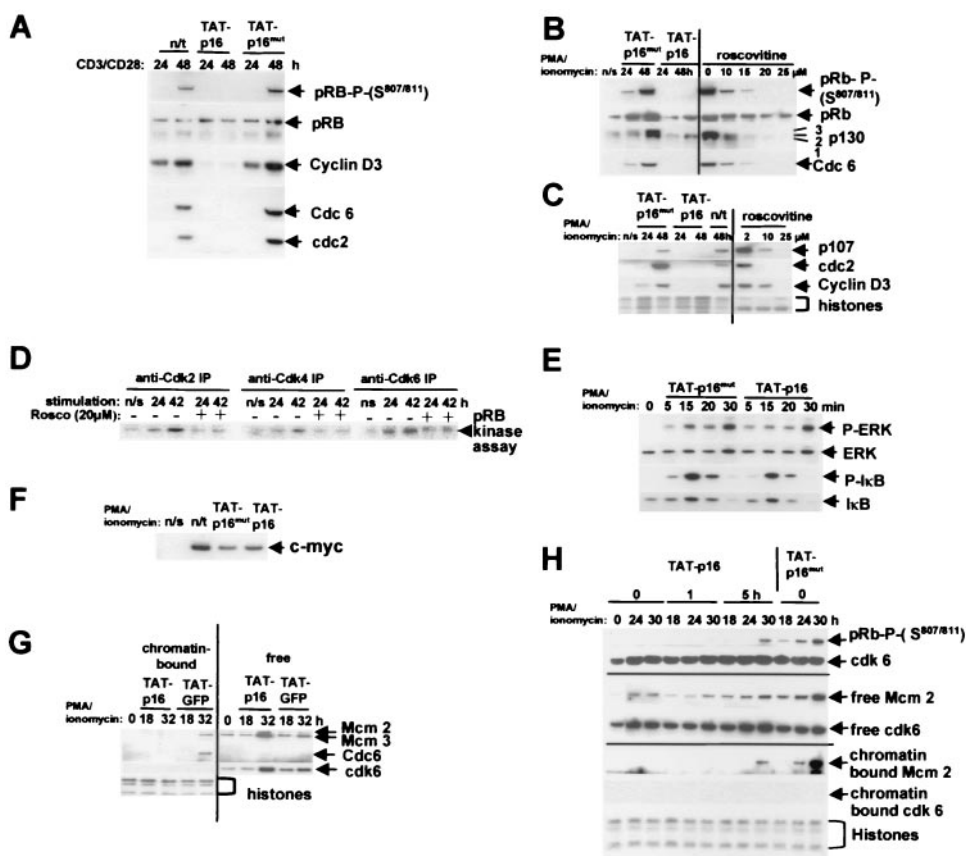 A
TAT- TAT-
n/t p16 p16mut
CD3/CD28: 24 48 24 48 24 48 h
pRB-P-(S807/811)
pRB
Cyclin D3
Cdc 6
cdc2
B
TAT- TAT-
PMA/ p16mut p16 roscovitine
ionomycin: n/s 24 48 24 48h 0 10 15 20 25 μM
pRb- P-
(S807/811)
pRb
3
2 p130
1
Cdc 6
C
TAT- TAT-
PMA/ p16mut p16 n/t roscovitine
ionomycin: n/s 24 48 24 48 48h 2 10 25 μM
p107
cdc2
Cyclin D3
histones
D
anti-Cdk2 IP anti-Cdk4 IP anti-Cdk6 IP
stimulation: n/s 24 42 24 42 n/s 24 42 24 42 ns 24 42 24 42 h
Rosco (20μM): - - - + + - - - + + - - - + +
pRB
kinase
assay
E
PMA/ TAT-p16mut TAT-p16
ionomycin: 0 5 15 20 30 5 15 20 30 min
P-ERK
ERK
P-IκB
IκB
F
PMA/ TAT- TAT-
ionomycin: n/s n/t p16mut p16
c-myc
G
chromatin-
bound free
TAT- TAT- TAT- TAT-
PMA/ p16 GFP p16 GFP
ionomycin: 0 18 32 18 32 0 18 32 18 32 h
Mcm 2
Mcm 3
Cdc6
cdk6
histones
H
TAT-
TAT-p16 p16mut
0 1 5 h 0
PMA/
ionomycin: 0 24 30 18 24 30 18 24 30 18 24 30 h
pRb-P-( S807/811)
cdk 6
free Mcm 2
free cdk6
chromatin
bound Mcm 2
chromatin
bound cdk 6
Histones